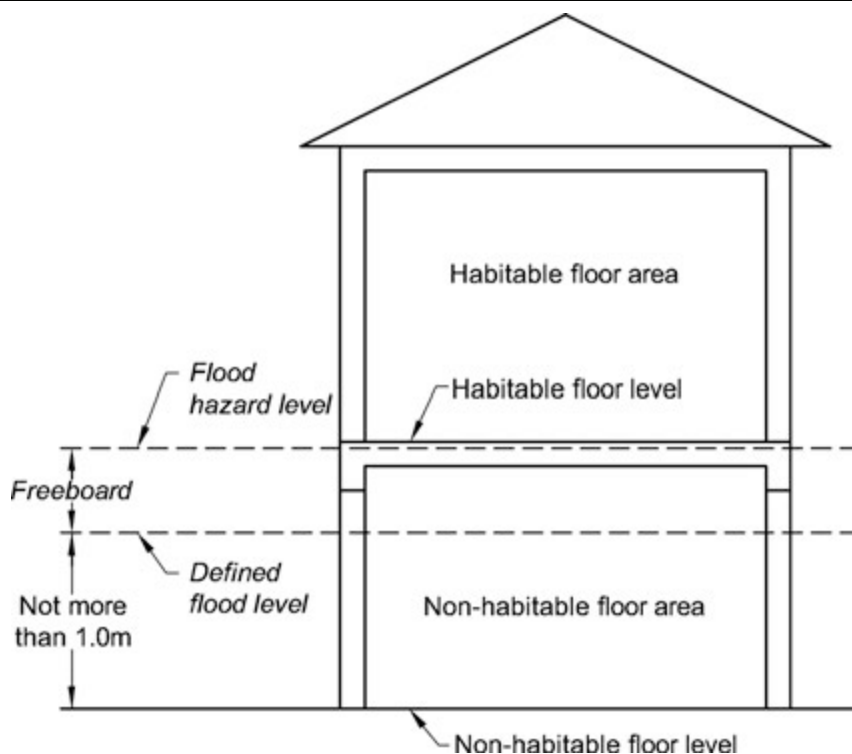 Habitable floor area
Flood
hazard level
Habitable floor level
Freeboard
Defined
flood level
Not more
than 1.0m
Non-habitable floor area
Non-habitable floor level